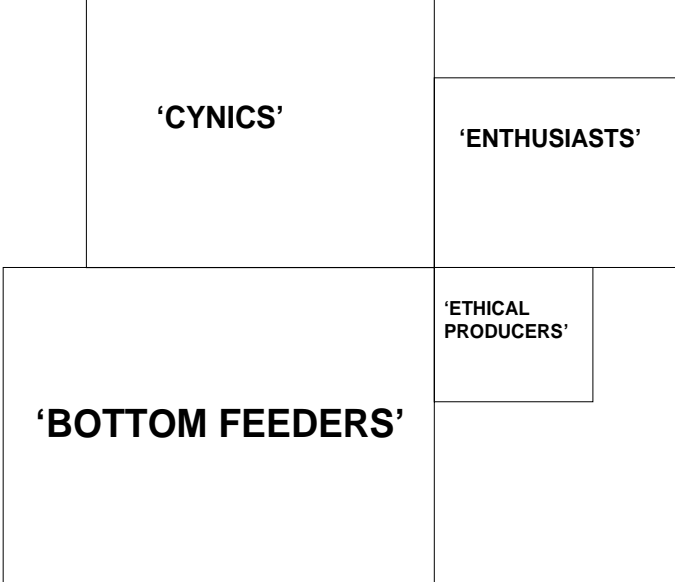 ‘CYNICS’
‘ENTHUSIASTS’
‘ETHICAL
PRODUCERS’
‘BOTTOM FEEDERS’